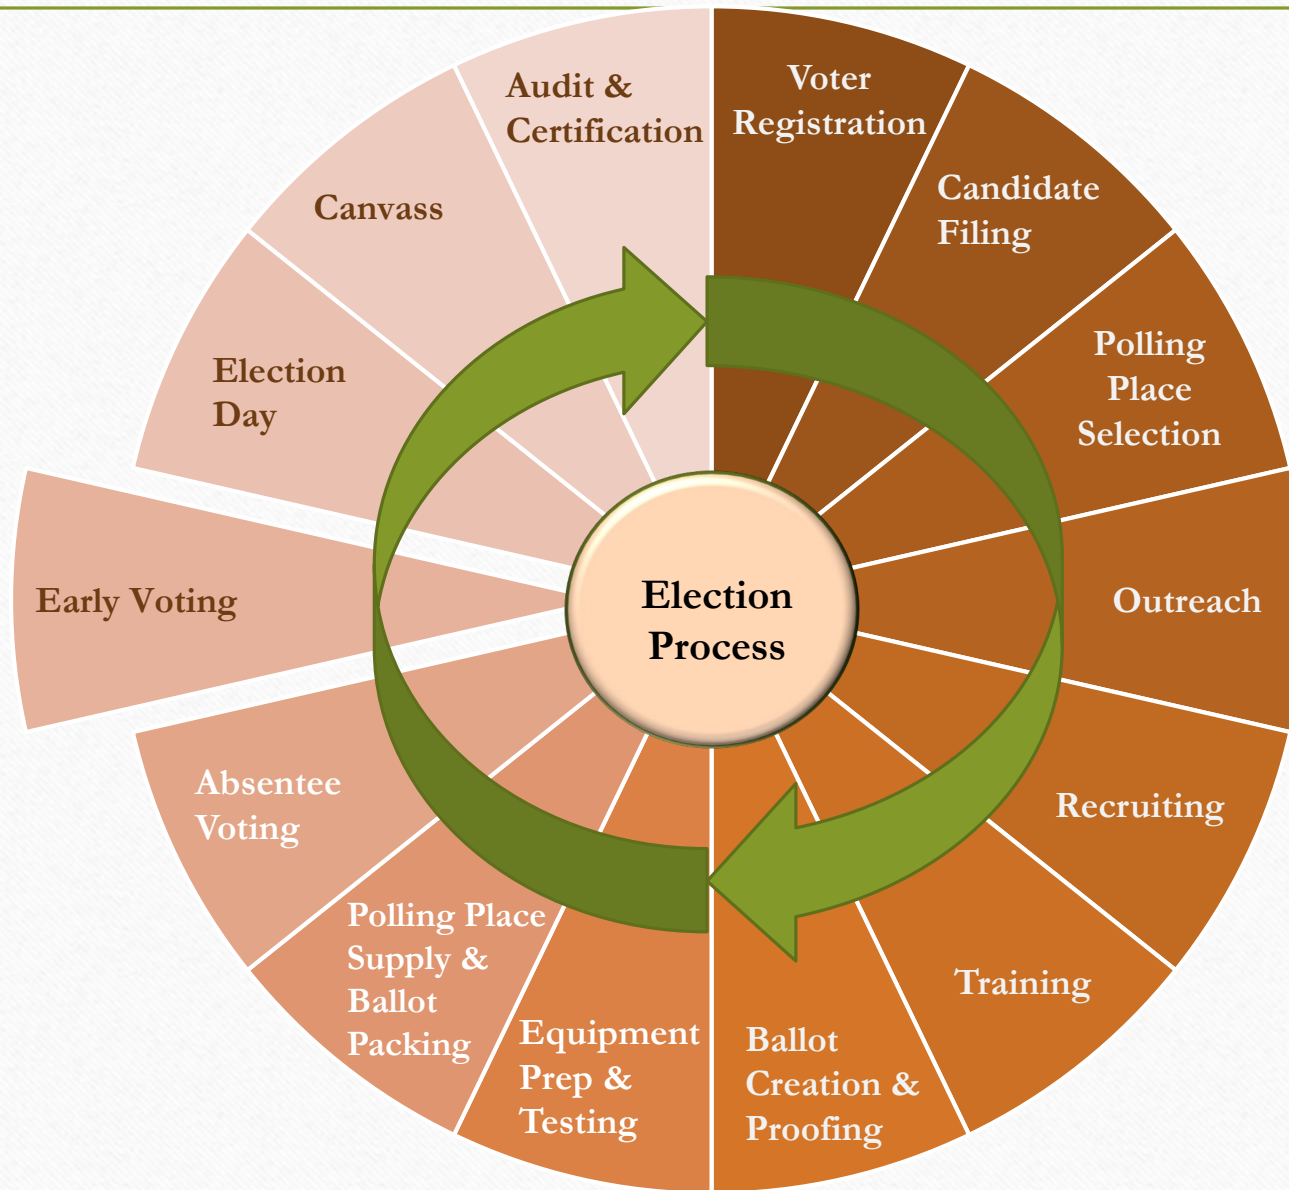 Voter
Registration
Candidate
Filing
Polling
Place
Selection
Outreach
Recruiting
Training
Ballot
Creation &
Proofing
Equipment
Prep &
Testing
Polling Place
Supply &
Ballot
Packing
Absentee
Voting
Early Voting
Election
Day
Canvass
Audit &
Certification
Election
Process